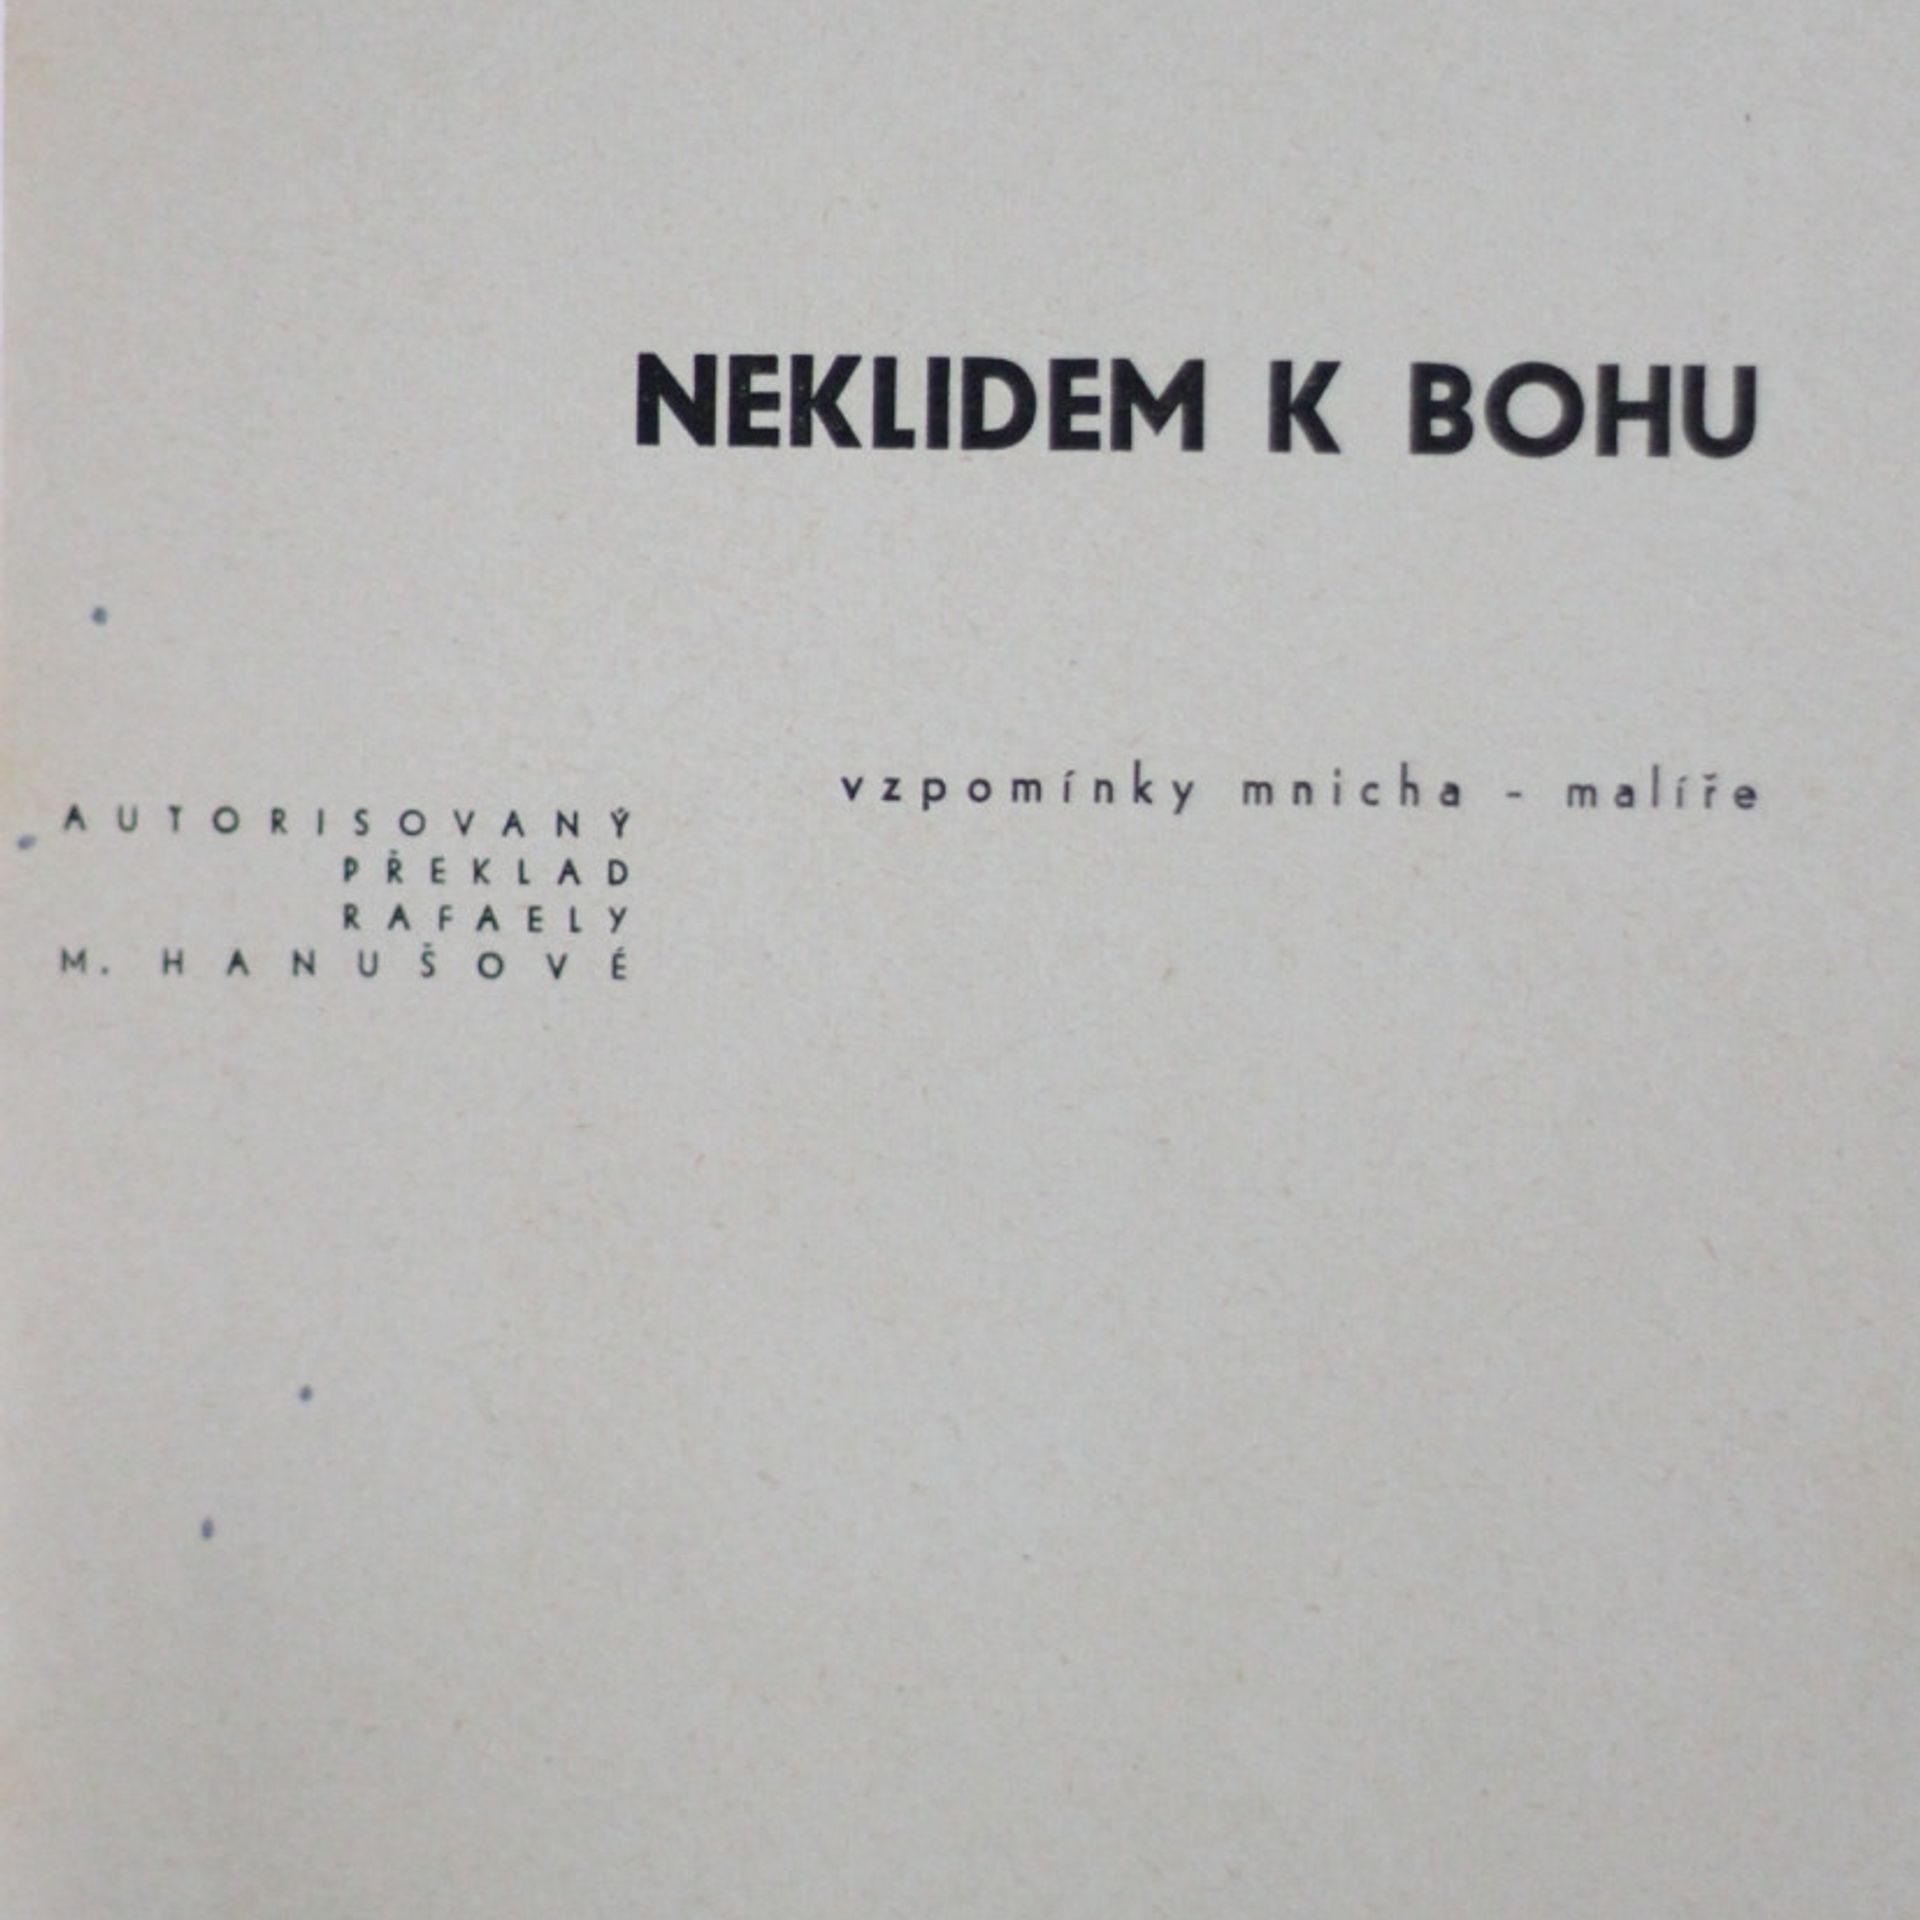 NEKLIDEM K BOHU
vzpomínky mnicha - malíře
AUTORISOVANÝ
PŘEKLAD
RAFAELY
M. HANUŠOVÉ